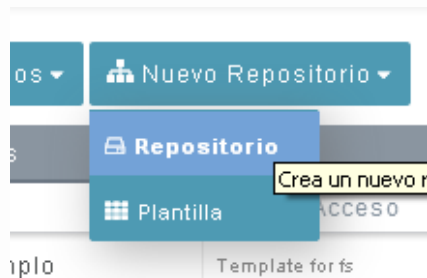 os Nuevo Repositorio
s Repositorio
Crea un nuevo r
Plantilla Acceso
mplo Template for fs